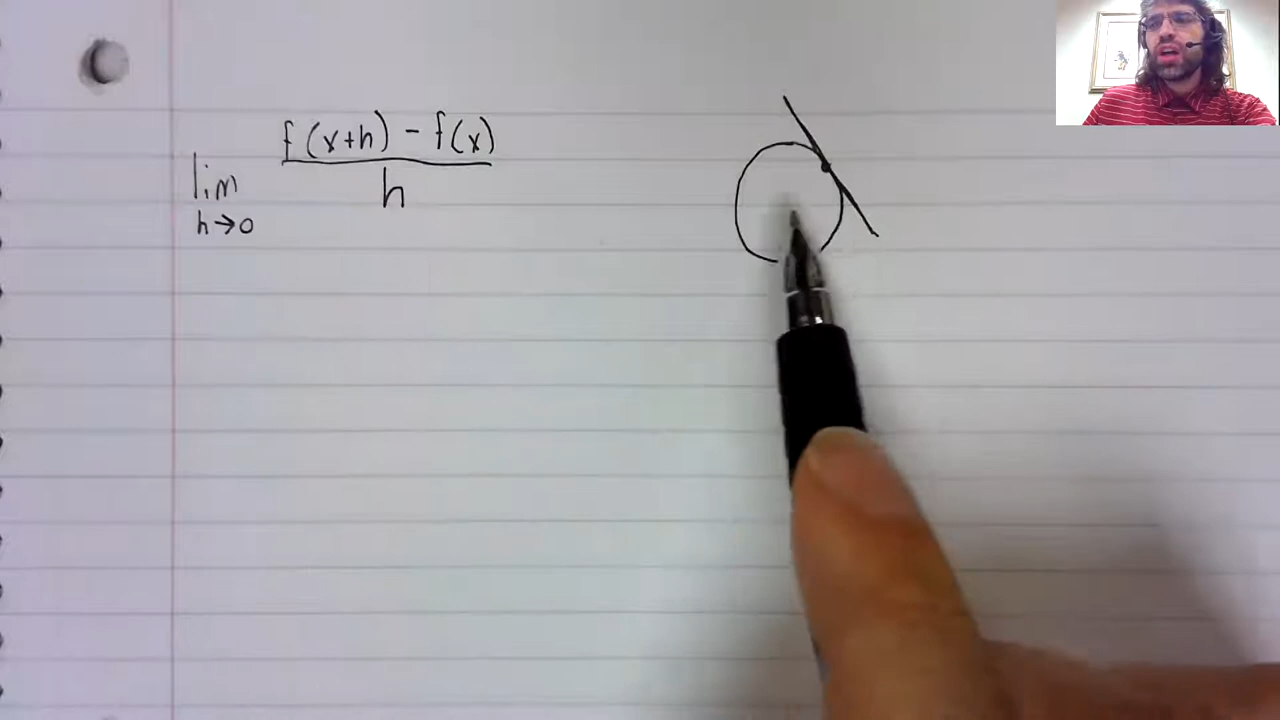 f(x+h) - f(x)
lim
h
h→0